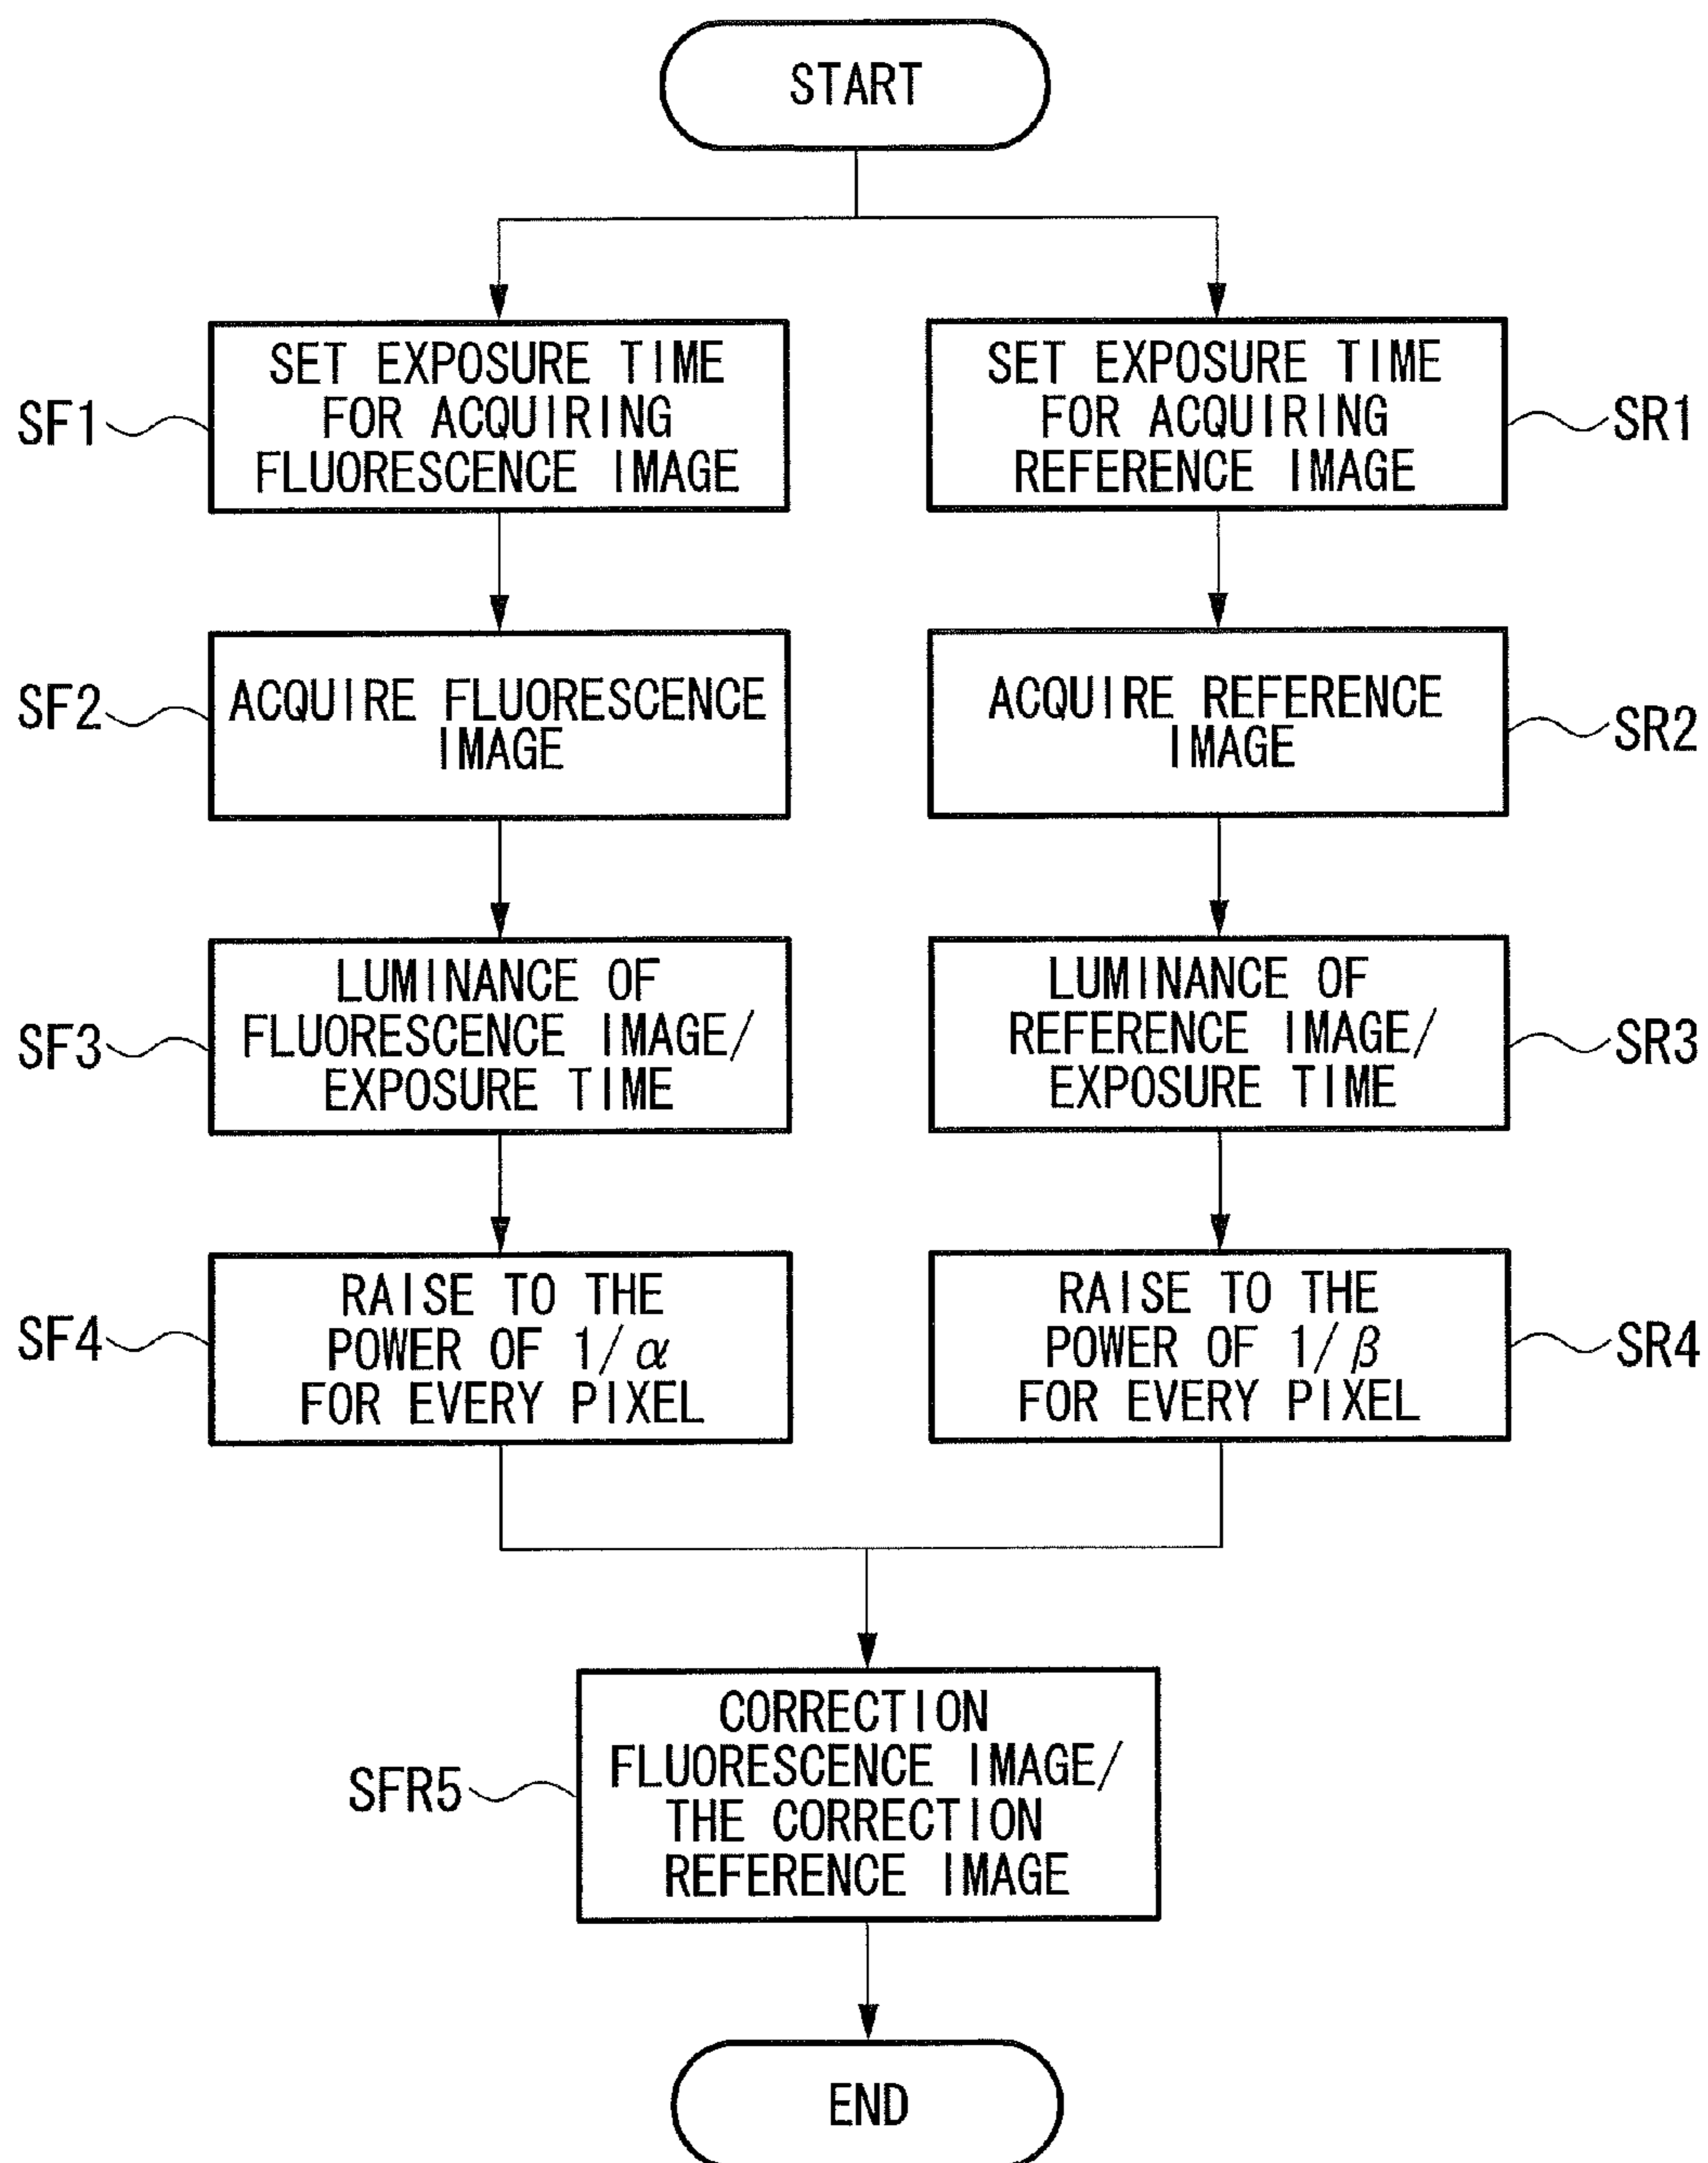 START
SET EXPOSURE TIME
FOR ACQUIRING
FLUORESCENCE IMAGE
SF1
SET EXPOSURE TIME
FOR ACQUIRING
REFERENCE IMAGE
SR1
ACQUIRE FLUORESCENCE
IMAGE
SF2
ACQUIRE REFERENCE
IMAGE
SR2
LUMINANCE OF
FLUORESCENCE IMAGE/
EXPOSURE TIME
SF3
LUMINANCE OF
REFERENCE IMAGE/
EXPOSURE TIME
SR3
RAISE TO THE
POWER OF 1/α
FOR EVERY PIXEL
SF4
RAISE TO THE
POWER OF 1/β
FOR EVERY PIXEL
SR4
CORRECTION
FLUORESCENCE IMAGE/
THE CORRECTION
REFERENCE IMAGE
SFR5
END